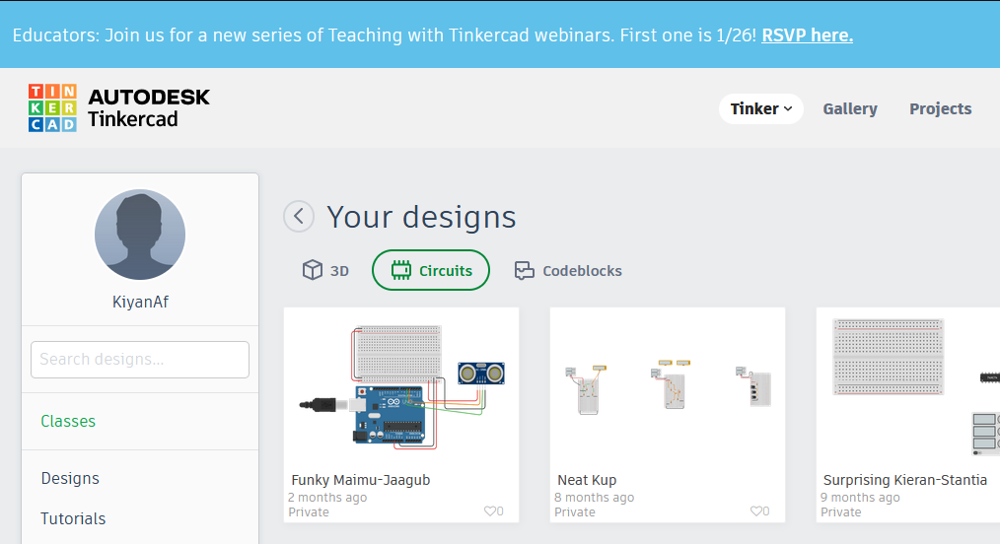 Educators: Join us for a new series of Teaching with Tinkercad webinars. First one is 1/26! RSVP here.
TIN
KER
CAD
AUTODESK
Tinkercad
Tinker
Gallery
Projects
KiyanAf
Search designs...
Classes
Designs
Tutorials
Your designs
3D
Circuits
Codeblocks
Funky Maimu-Jaagub
2 months ago
Private
0
Neat Kup
8 months ago
Private
0
Surprising Kieran-Stantia
9 months ago
Private